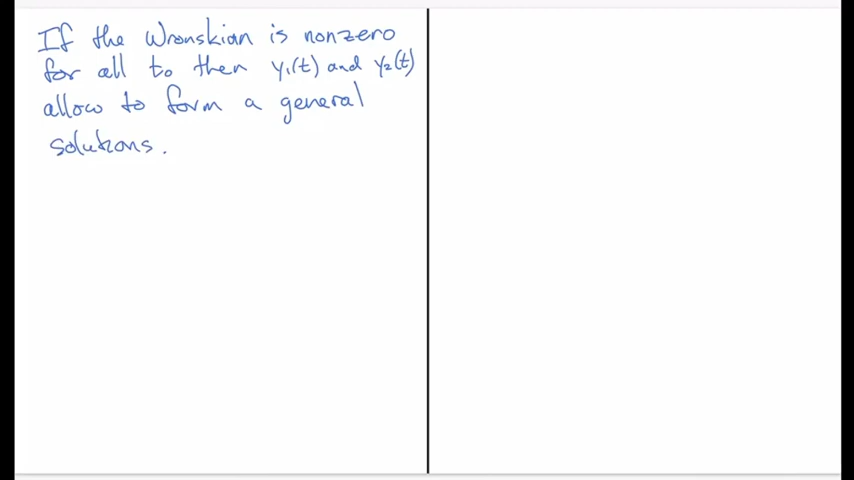 If the Wronskian is nonzero
for all to then y₁(t) and y₂(t)
allow to form a general
solutions.